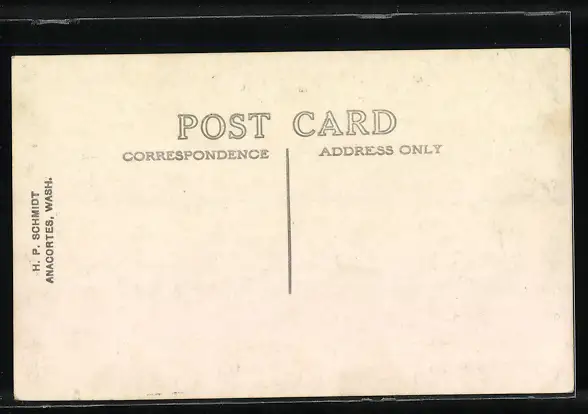 POST CARD
CORRESPONDENCE
ADDRESS ONLY
H. P. SCHMIDT
ANACORTES, WASH.